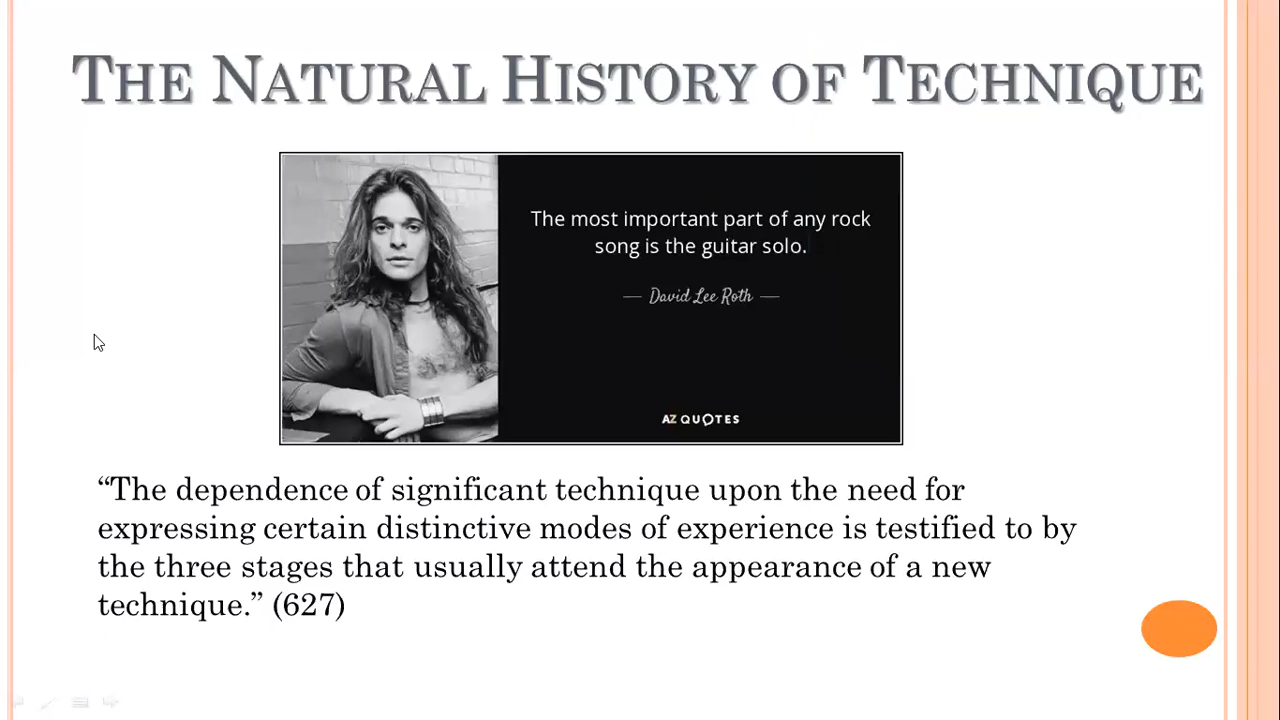 THE NATURAL HISTORY OF TECHNIQUE
The most important part of any rock
song is the guitar solo.
— David Lee Roth —
AZ QUOTES
“The dependence of significant technique upon the need for
expressing certain distinctive modes of experience is testified to by
the three stages that usually attend the appearance of a new
technique.” (627)